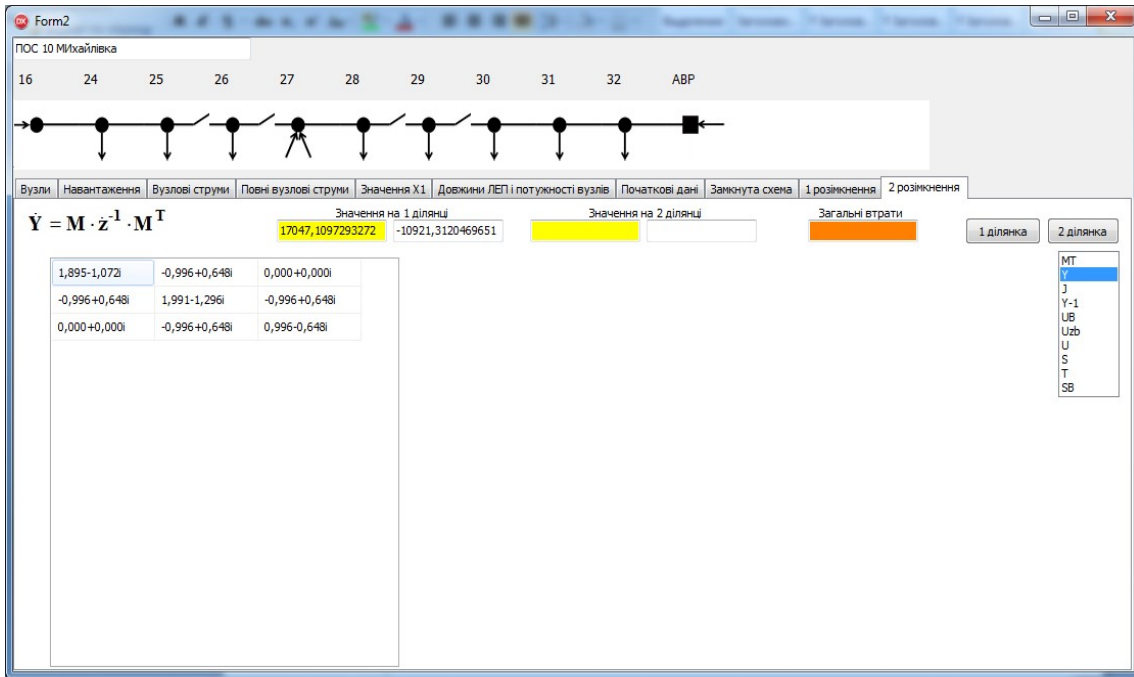 Form2
ПОС 10 МИхайлівка
16 24 25 26 27 28 29 30 31 32 АВР
Вузли Навантаження Вузлові струми Повні вузлові струми Значення X1 Довжини ЛЕП і потужності вузлів Початкові дані Замкнута схема 1 розімкнення 2 розімкнення
Ẏ = M · ż⁻¹ · Mᵀ
Значення на 1 ділянці Значення на 2 ділянці Загальні втрати
17047,1097293272 -10921,3120469651 1 ділянка 2 ділянка
1,895-1,072i -0,996+0,648i 0,000+0,000i
-0,996+0,648i 1,991-1,296i -0,996+0,648i
0,000+0,000i -0,996+0,648i 0,996-0,648i
MT
Y
J
Y-1
UB
Uzb
U
S
T
SB